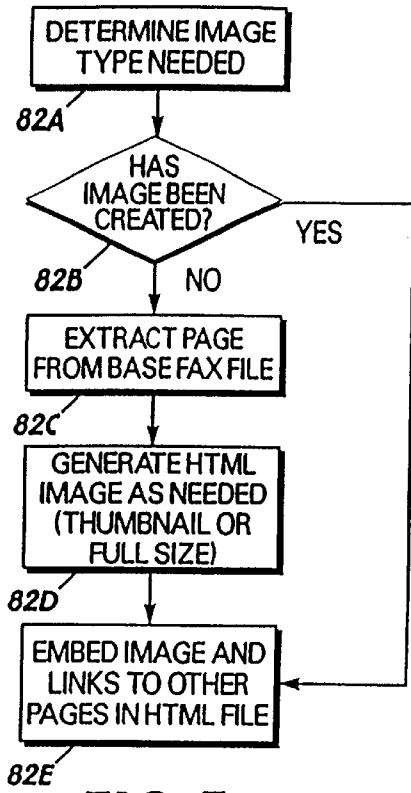 DETERMINE IMAGE
TYPE NEEDED
82A
HAS
IMAGE BEEN
CREATED?
YES
82B
NO
EXTRACT PAGE
FROM BASE FAX FILE
82C
GENERATE HTML
IMAGE AS NEEDED
(THUMBNAIL OR
FULL SIZE)
82D
EMBED IMAGE AND
LINKS TO OTHER
PAGES IN HTML FILE
82E